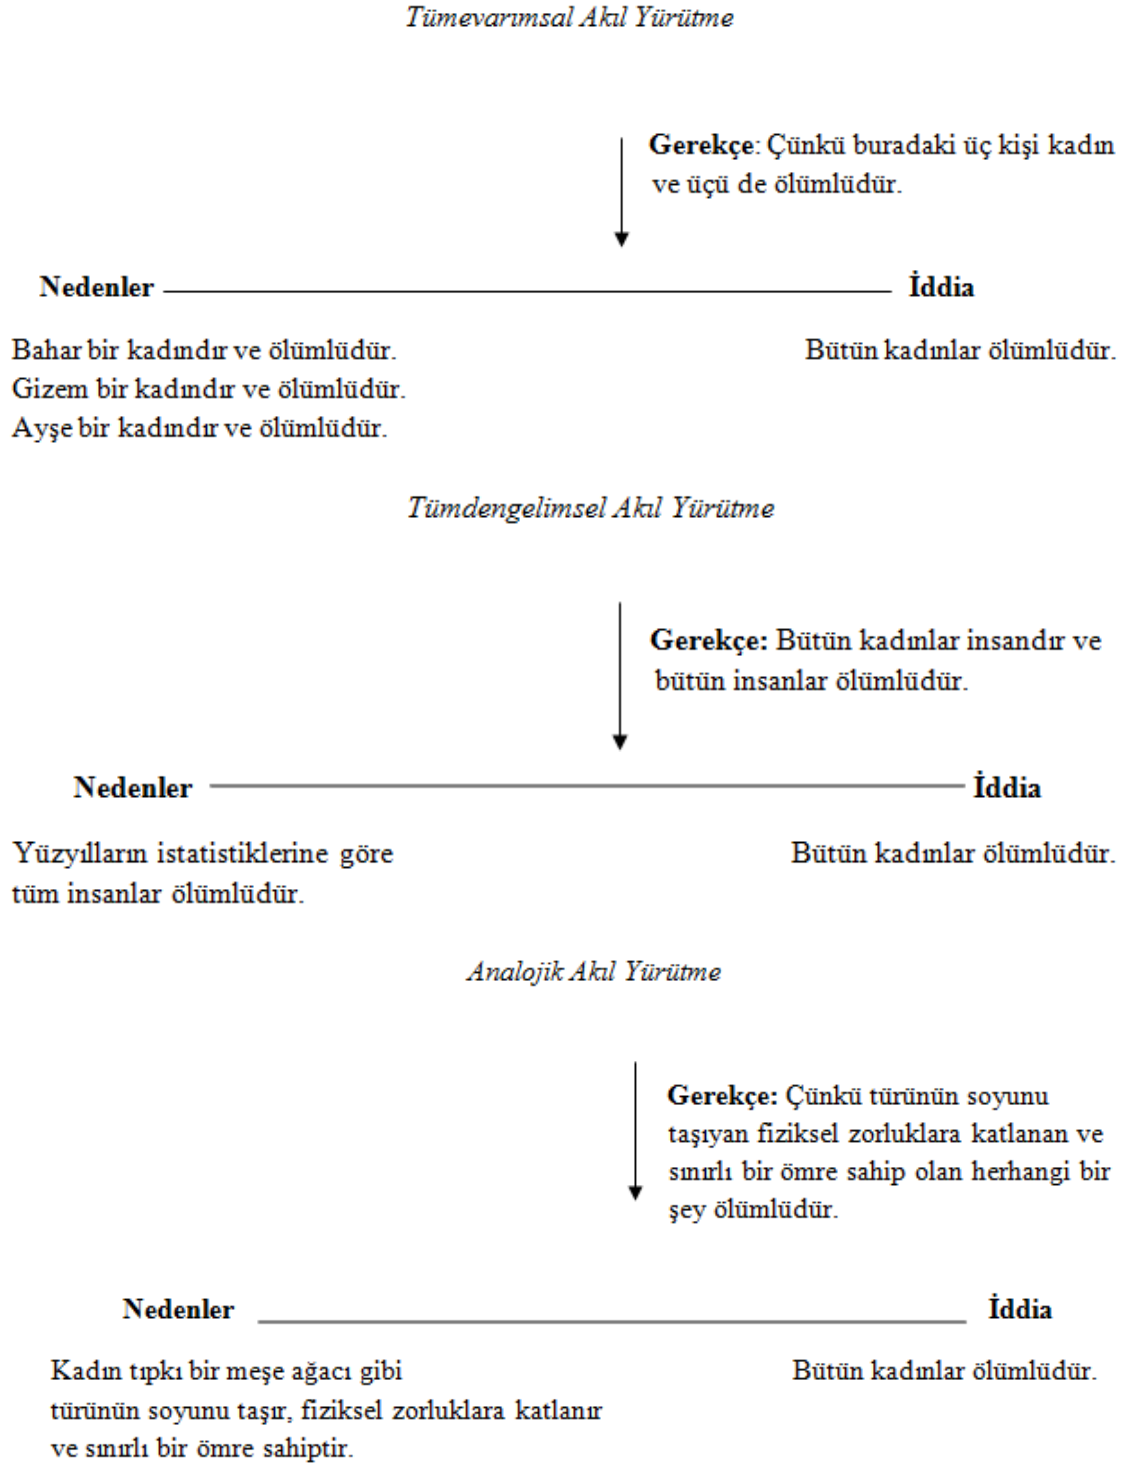 Tümevarımsal Akıl Yürütme
Gerekçe: Çünkü buradaki üç kişi kadın
ve üçü de ölümlüdür.
Nedenler İddia
Bahar bir kadındır ve ölümlüdür. Bütün kadınlar ölümlüdür.
Gizem bir kadındır ve ölümlüdür.
Ayşe bir kadındır ve ölümlüdür.
Tümdengelimsel Akıl Yürütme
Gerekçe: Bütün kadınlar insandır ve
bütün insanlar ölümlüdür.
Nedenler İddia
Yüzyılların istatistiklerine göre Bütün kadınlar ölümlüdür.
tüm insanlar ölümlüdür.
Analojik Akıl Yürütme
Gerekçe: Çünkü türünün soyunu
taşıyan fiziksel zorluklara katlanan ve
sınırlı bir ömre sahip olan herhangi bir
şey ölümlüdür.
Nedenler İddia
Kadın tıpkı bir meşe ağacı gibi Bütün kadınlar ölümlüdür.
türünün soyunu taşır, fiziksel zorluklara katlanır
ve sınırlı bir ömre sahiptir.